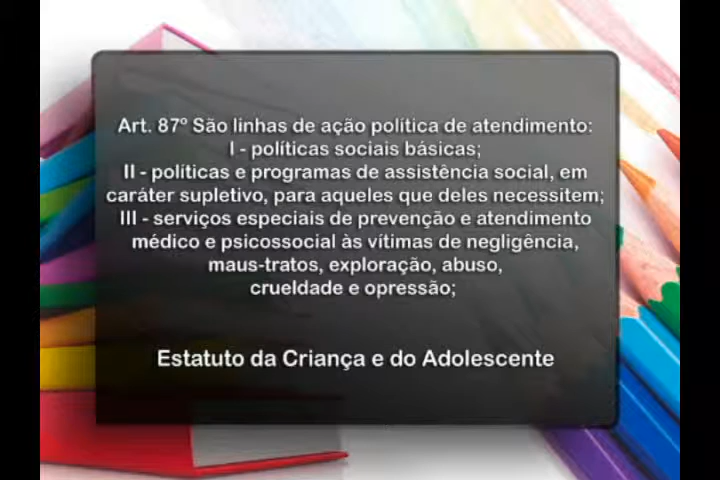 Art. 87º São linhas de ação política de atendimento:
I - políticas sociais básicas;
II - políticas e programas de assistência social, em
caráter supletivo, para aqueles que deles necessitem;
III - serviços especiais de prevenção e atendimento
médico e psicossocial às vítimas de negligência,
maus-tratos, exploração, abuso,
crueldade e opressão;
Estatuto da Criança e do Adolescente